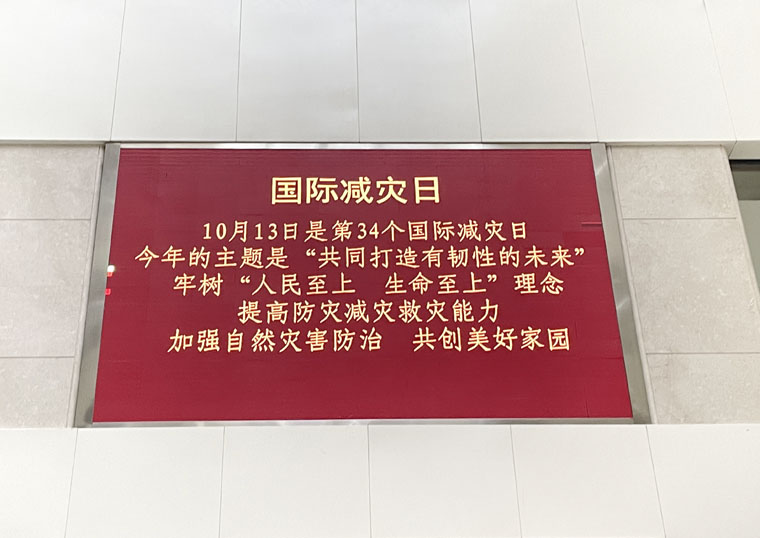 国际减灾日
10月13日是第34个国际减灾日
今年的主题是“共同打造有韧性的未来”
牢树“人民至上　生命至上”理念
提高防灾减灾救灾能力
加强自然灾害防治　共创美好家园